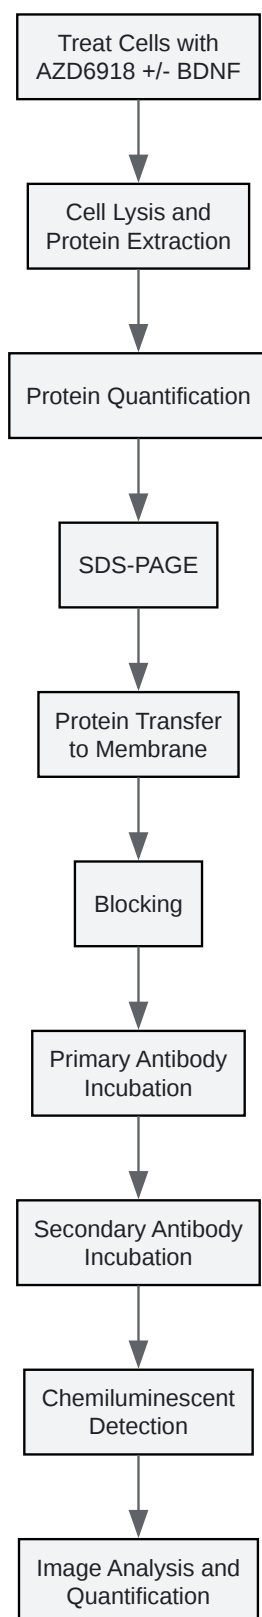 Treat Cells with
AZD6918 +/- BDNF
Cell Lysis and
Protein Extraction
Protein Quantification
SDS-PAGE
Protein Transfer
to Membrane
Blocking
Primary Antibody
Incubation
Secondary Antibody
Incubation
Chemiluminescent
Detection
Image Analysis and
Quantification